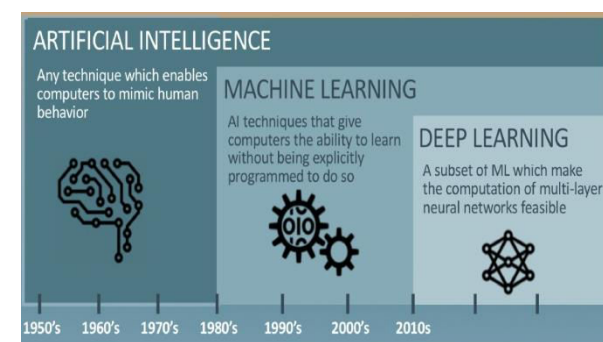 ARTIFICIAL INTELLIGENCE
Any technique which enables
computers to mimic human
behavior
MACHINE LEARNING
AI techniques that give
computers the ability to learn
without being explicitly
programmed to do so
DEEP LEARNING
A subset of ML which make
the computation of multi-layer
neural networks feasible
OIO
1950's 1960's 1970's 1980's 1990's 2000's 2010s